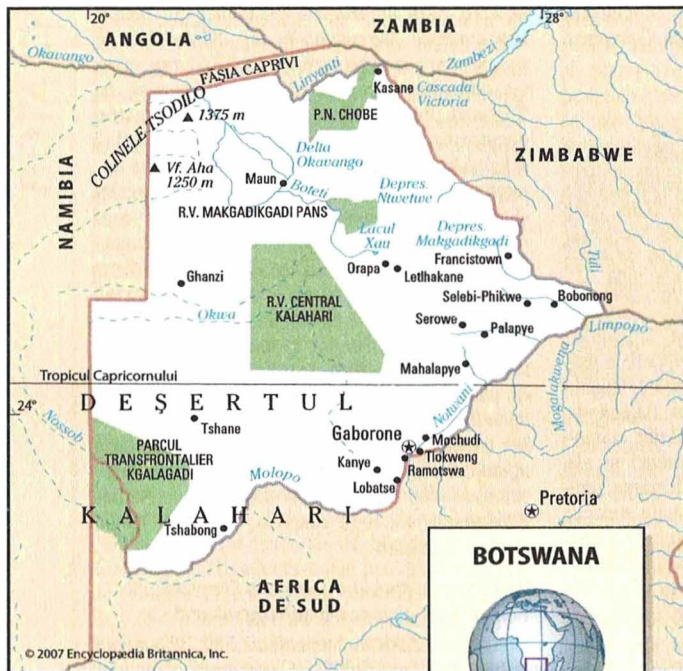 20°
28°
ANGOLA
ZAMBIA
Okavango
Zambezi
FÂȘIA CAPRIVI
Linyanti
Kasane
Cascada
Victoria
P.N. CHOBE
COLINELE TSODILO
1375 m
Delta
Okavango
ZIMBABWE
NAMIBIA
Vf. Aha
1250 m
Maun
Boteti
Depres.
Ntwetwe
R.V. MAKGADIKGADI PANS
Lacul
Xau
Depres.
Makgadikgadi
Tuli
Francistown
Orapa
Letlhakane
Ghanzi
R.V. CENTRAL
KALAHARI
Selebi-Phikwe
Bobonong
Okwa
Serowe
Palapye
Limpopo
Mahalapye
Mogalakwena
Tropicul Capricornului
24°
DEȘERTUL
Notwani
Nossob
Tshane
Gaborone
Mochudi
Tlokweng
PARCUL
TRANSFRONTALIER
KGALAGADI
Kanye
Ramotswa
Molopo
Lobatse
Pretoria
KALAHARI
Tshabong
BOTSWANA
AFRICA
DE SUD
© 2007 Encyclopædia Britannica, Inc.